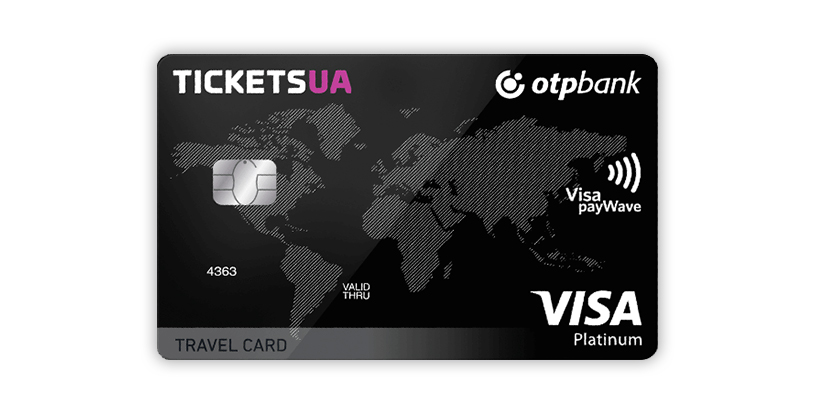 TICKETSUA
otpbank
Visa
payWave
4363
VALID
THRU
VISA
Platinum
TRAVEL CARD